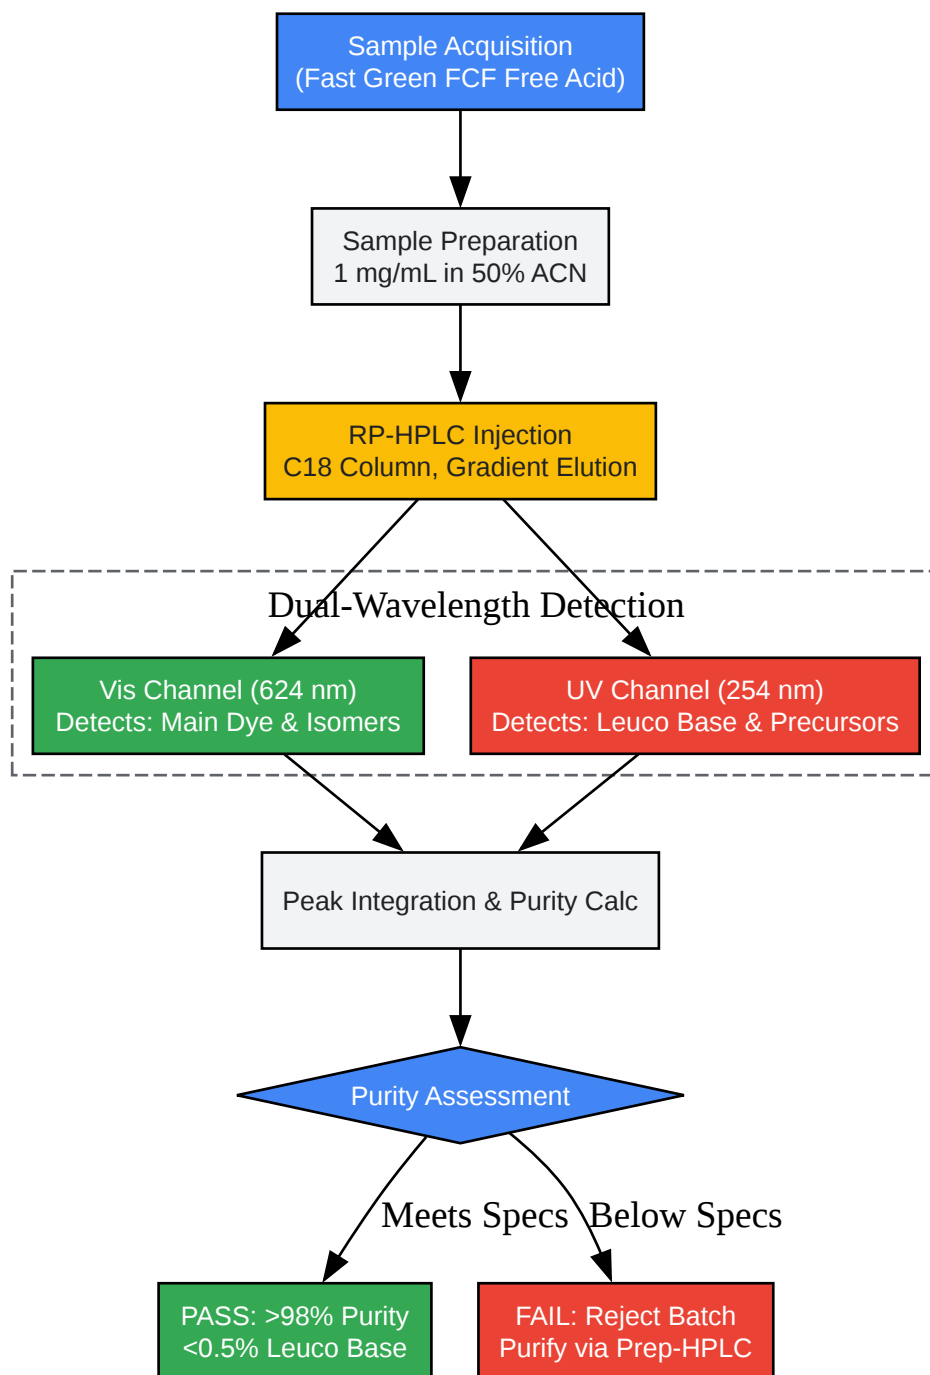 Sample Acquisition
(Fast Green FCF Free Acid)
Sample Preparation
1 mg/mL in 50% ACN
RP-HPLC Injection
C18 Column, Gradient Elution
Dual-Wavelength Detection
Vis Channel (624 nm)
Detects: Main Dye & Isomers
UV Channel (254 nm)
Detects: Leuco Base & Precursors
Peak Integration & Purity Calc
Purity Assessment
Meets Specs
Below Specs
PASS: >98% Purity
<0.5% Leuco Base
FAIL: Reject Batch
Purify via Prep-HPLC